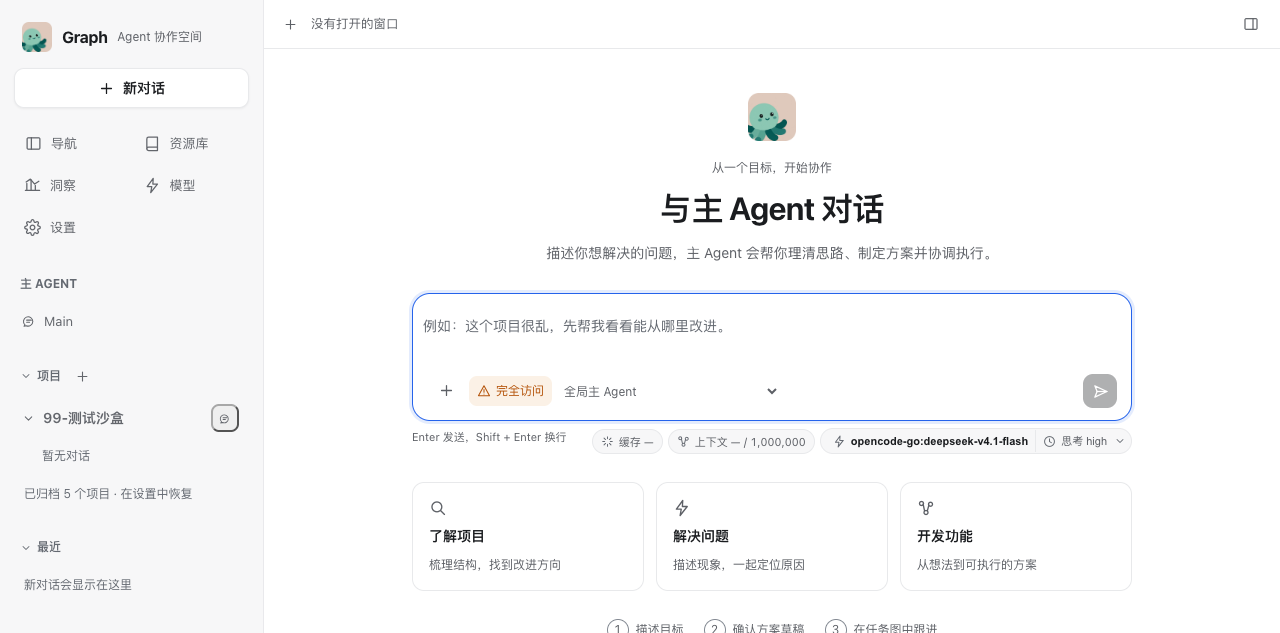 Graph Agent 协作空间
新对话
导航
资源库
洞察
模型
设置
主 AGENT
Main
项目
99-测试沙盒
暂无对话
已归档 5 个项目 · 在设置中恢复
最近
新对话会显示在这里
没有打开的窗口
从一个目标，开始协作
与主 Agent 对话
描述你想解决的问题，主 Agent 会帮你理清思路、制定方案并协调执行。
例如：这个项目很乱，先帮我看看能从哪里改进。
完全访问
全局主 Agent
Enter 发送，Shift + Enter 换行
缓存 —
上下文 — / 1,000,000
opencode-go:deepseek-v4.1-flash
思考 high
了解项目
梳理结构，找到改进方向
解决问题
描述现象，一起定位原因
开发功能
从想法到可执行的方案
1 描述目标
2 确认方案草稿
3 在任务图中跟进